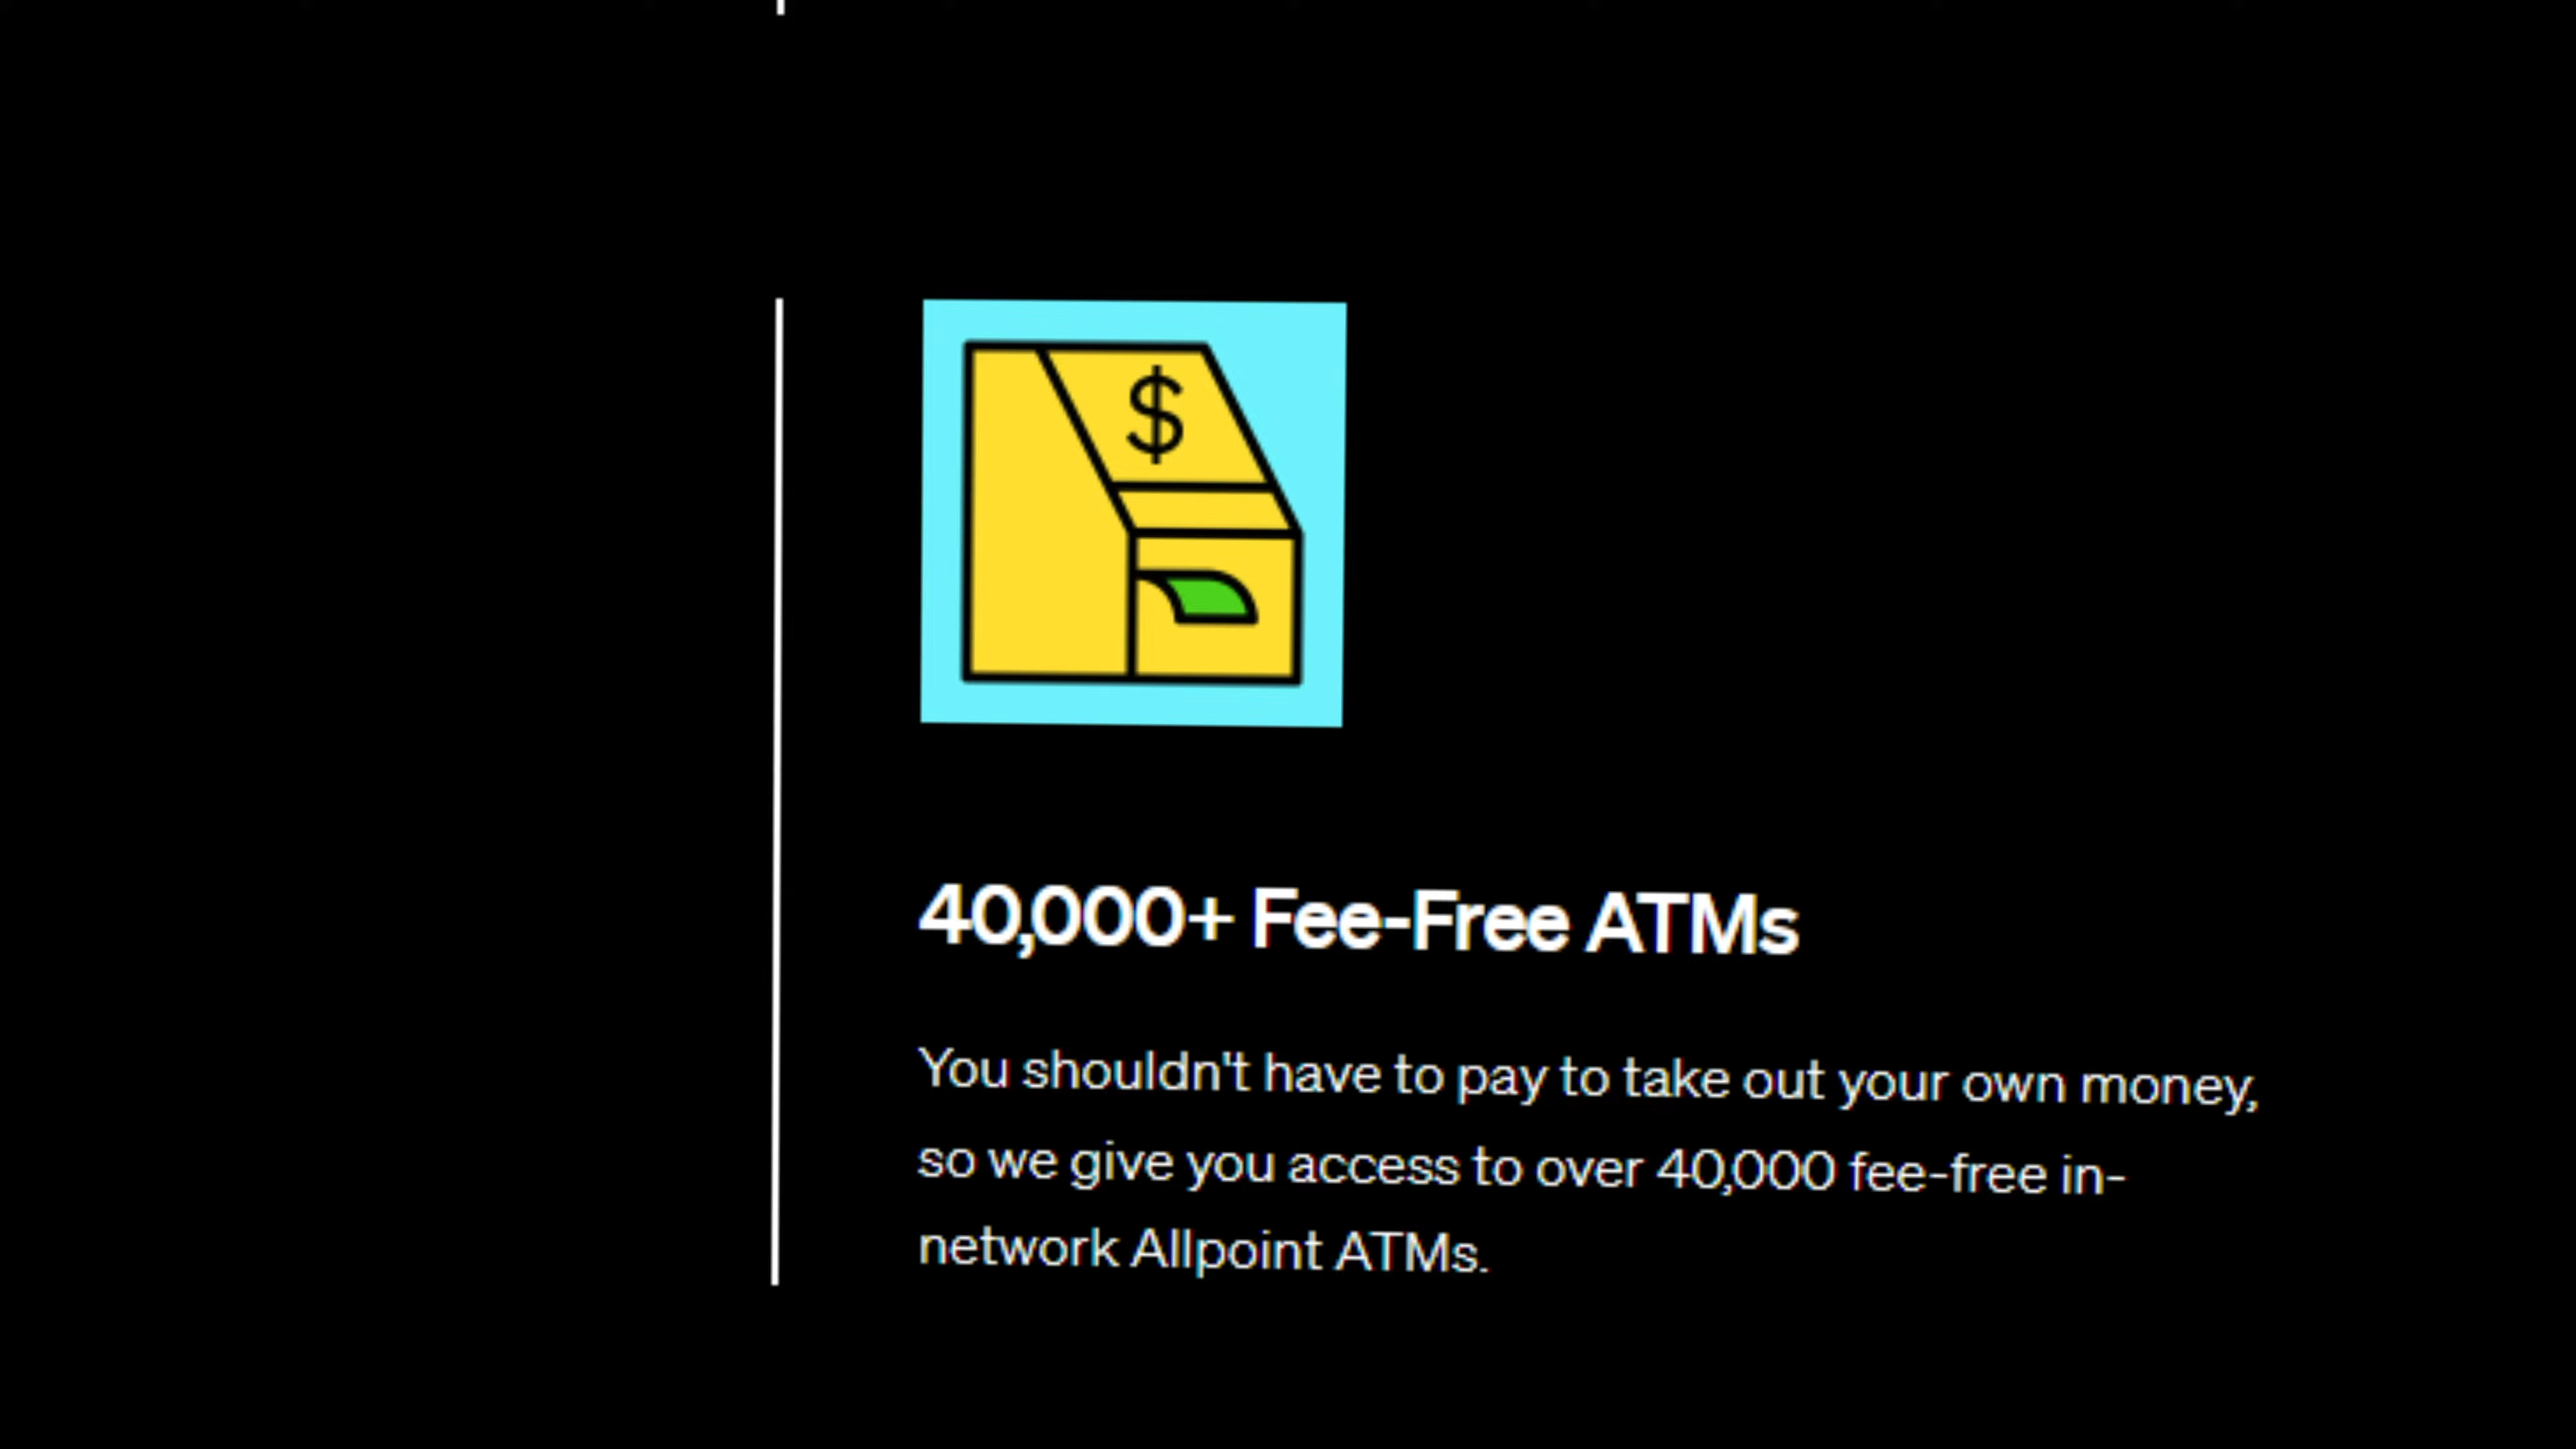 $
40,000+ Fee-Free ATMs
You shouldn't have to pay to take out your own money,
so we give you access to over 40,000 fee-free in-
network Allpoint ATMs.